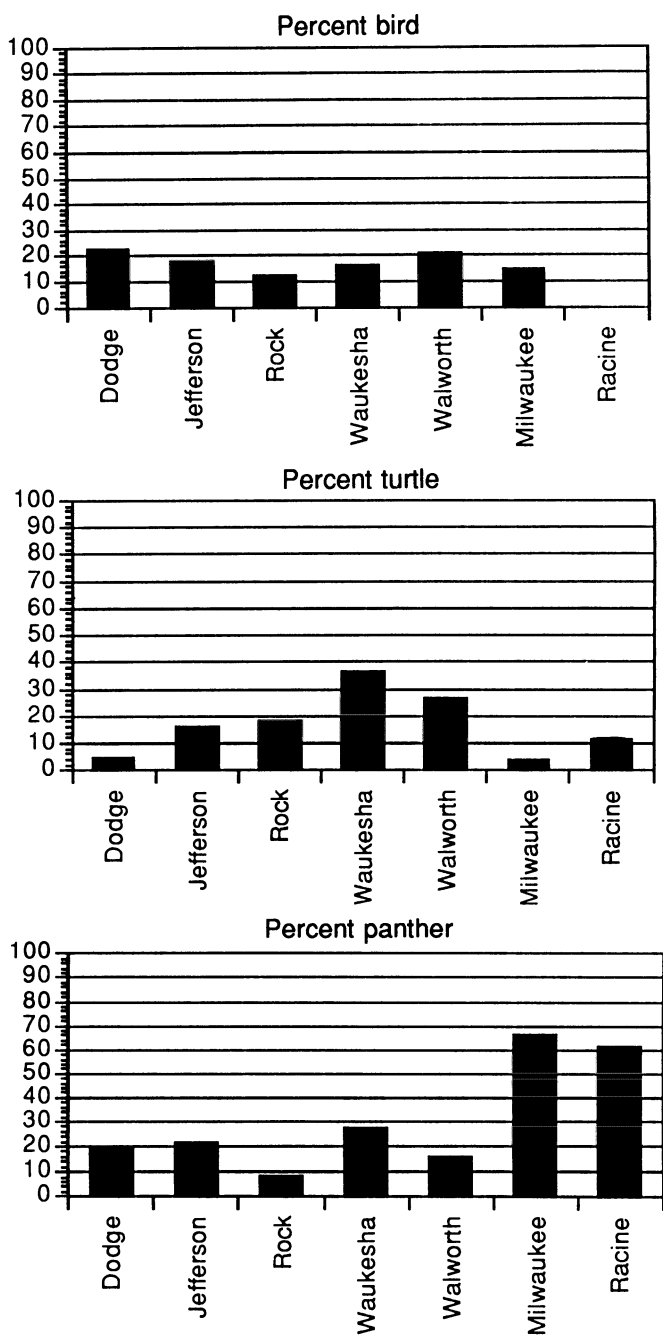 Percent bird
100
90
80
70
60
50
40
30
20
10
0
Dodge
Jefferson
Rock
Waukesha
Walworth
Milwaukee
Racine
Percent turtle
100
90
80
70
60
50
40
30
20
10
0
Dodge
Jefferson
Rock
Waukesha
Walworth
Milwaukee
Racine
Percent panther
100
90
80
70
60
50
40
30
20
10
0
Dodge
Jefferson
Rock
Waukesha
Walworth
Milwaukee
Racine